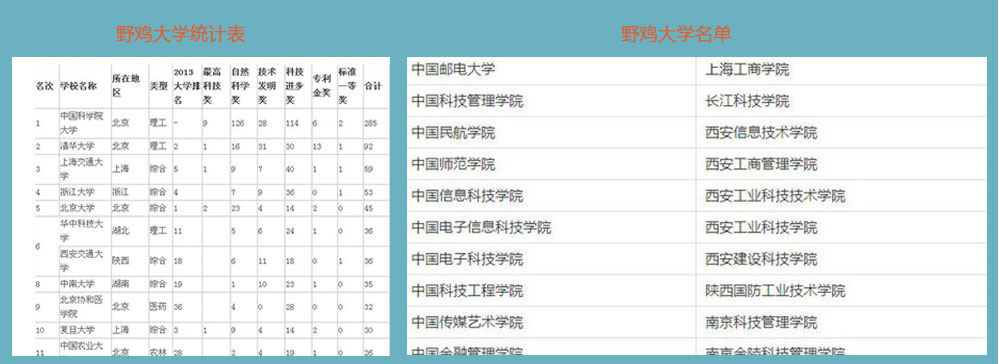 野鸡大学统计表
名次 学校名称 所在地区 类型 2013大学排名 最高科技奖 自然科学奖 技术发明奖 科技进步奖 专利金奖 标准一等奖 合计
1 中国科学院大学 北京 理工 - 9 126 28 114 6 2 285
2 清华大学 北京 理工 2 1 16 31 30 13 1 92
3 上海交通大学 上海 综合 5 1 9 7 40 1 1 59
4 浙江大学 浙江 综合 4 7 9 36 0 1 53
5 北京大学 北京 综合 1 2 23 4 14 2 0 45
6 华中科技大学 湖北 理工 11 5 6 24 1 0 36
西安交通大学 陕西 综合 18 6 11 18 0 1 36
8 中南大学 湖南 综合 19 1 10 23 1 0 35
9 北京协和医学院 北京 医药 36 4 0 28 0 0 32
10 复旦大学 上海 综合 3 1 9 4 14 2 0 30
11 中国农业大 北京 农林 28 2 4 19 1 0 26
野鸡大学名单
中国邮电大学 上海工商学院
中国科技管理学院 长江科技学院
中国民航学院 西安信息技术学院
中国师范学院 西安工商管理学院
中国信息科技学院 西安工业科技技术学院
中国电子信息科技学院 西安工业科技学院
中国电子科技学院 西安建设科技学院
中国科技工程学院 陕西国防工业技术学院
中国传媒艺术学院 南京科技管理学院
中国金融管理学院 南京金陵科技管理学院